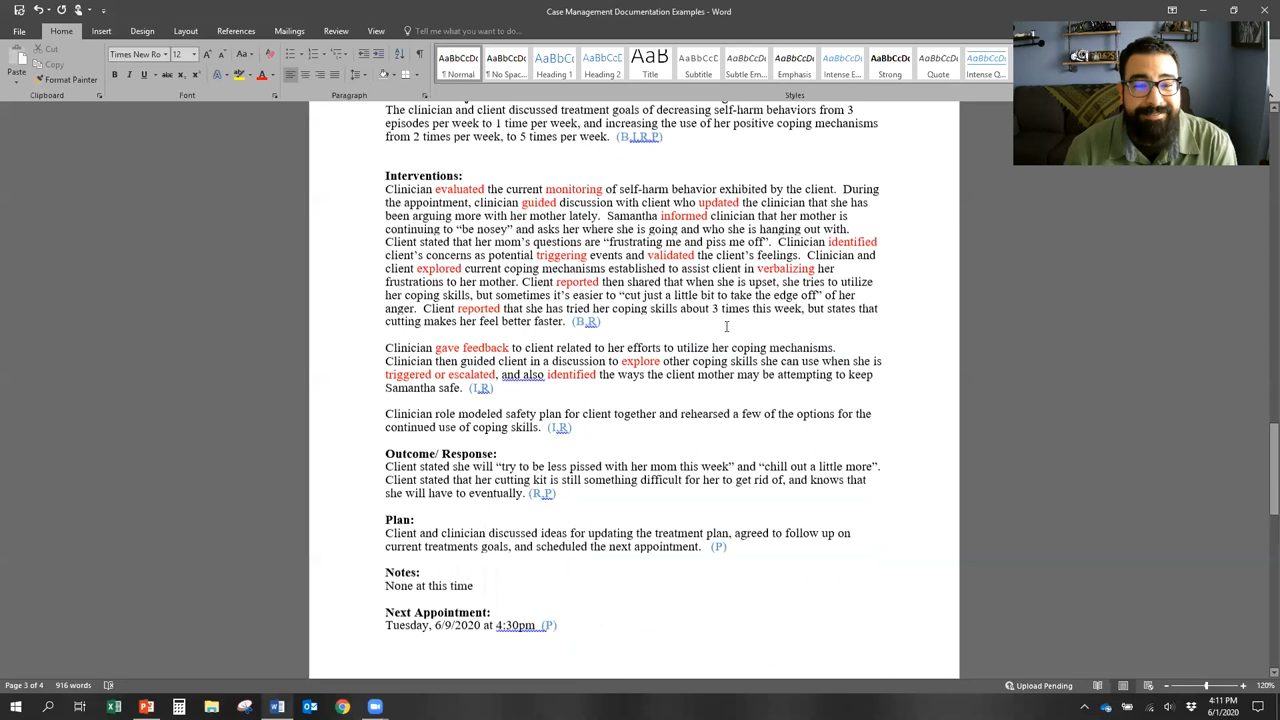 Case Management Documentation Examples - Word
File Home Insert Design Layout References Mailings Review View Tell me what you want to do...
Cut
Copy
Format Painter
Paste
Times New Ro 12
AaBbCcDc AaBbCcDc AaBbCc AaBbCcE AaB AaBbCcC AaBbCcDc AaBbCcDc AaBbCcDc AaBbCcDc AaBbCcDc AaBbCcDc
¶ Normal ¶ No Spac... Heading 1 Heading 2 Title Subtitle Subtle Em... Emphasis Intense E... Strong Quote Intense Q...
Clipboard Font Paragraph Styles
The clinician and client discussed treatment goals of decreasing self-harm behaviors from 3
episodes per week to 1 time per week, and increasing the use of her positive coping mechanisms
from 2 times per week, to 5 times per week. (B,I,R,P)
Interventions:
Clinician evaluated the current monitoring of self-harm behavior exhibited by the client. During
the appointment, clinician guided discussion with client who updated the clinician that she has
been arguing more with her mother lately. Samantha informed clinician that her mother is
continuing to “be nosey” and asks her where she is going and who she is hanging out with.
Client stated that her mom’s questions are “frustrating me and piss me off”. Clinician identified
client’s concerns as potential triggering events and validated the client’s feelings. Clinician and
client explored current coping mechanisms established to assist client in verbalizing her
frustrations to her mother. Client reported then shared that when she is upset, she tries to utilize
her coping skills, but sometimes it’s easier to “cut just a little bit to take the edge off” of her
anger. Client reported that she has tried her coping skills about 3 times this week, but states that
cutting makes her feel better faster. (B,R)
Clinician gave feedback to client related to her efforts to utilize her coping mechanisms.
Clinician then guided client in a discussion to explore other coping skills she can use when she is
triggered or escalated, and also identified the ways the client mother may be attempting to keep
Samantha safe. (I,R)
Clinician role modeled safety plan for client together and rehearsed a few of the options for the
continued use of coping skills. (I,R)
Outcome/ Response:
Client stated she will “try to be less pissed with her mom this week” and “chill out a little more”.
Client stated that her cutting kit is still something difficult for her to get rid of, and knows that
she will have to eventually. (R,P)
Plan:
Client and clinician discussed ideas for updating the treatment plan, agreed to follow up on
current treatments goals, and scheduled the next appointment. (P)
Notes:
None at this time
Next Appointment:
Tuesday, 6/9/2020 at 4:30pm (P)
Page 3 of 4 916 words Upload Pending 120%
4:11 PM
6/1/2020